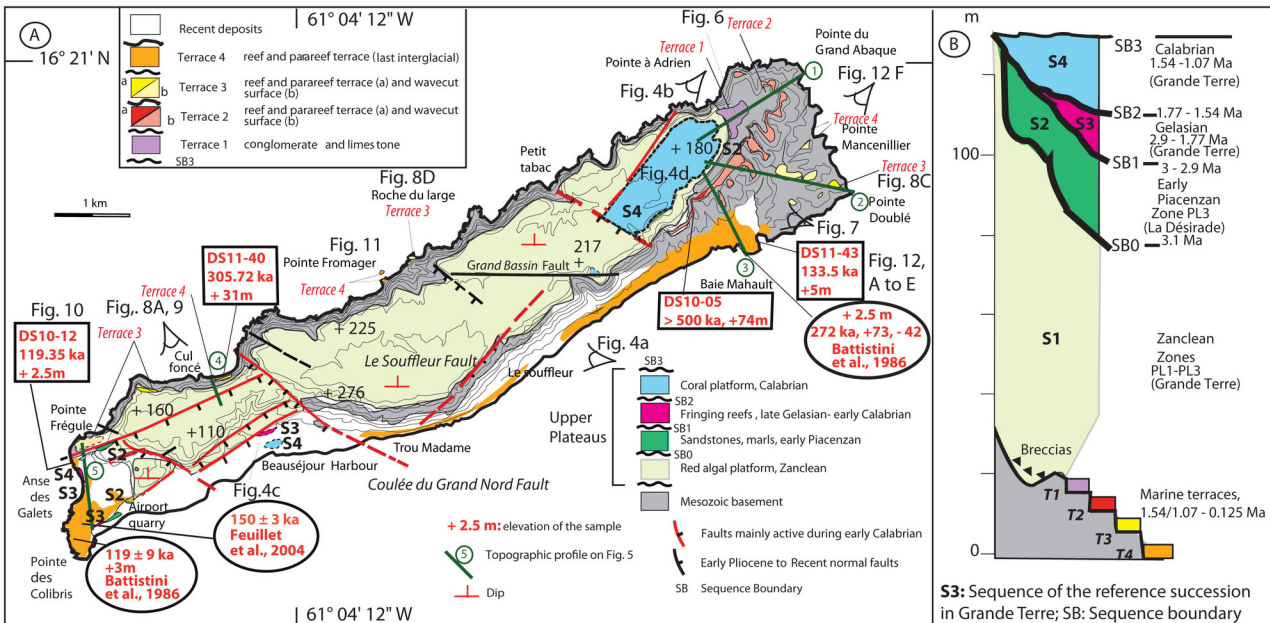 A
16° 21' N
61° 04' 12" W
Recent deposits
Terrace 4 reef and parareef terrace (last interglacial)
a
b
Terrace 3 reef and parareef terrace (a) and wavecut
surface (b)
a
b
Terrace 2 reef and parareef terrace (a) and wavecut
surface (b)
Terrace 1 conglomerate and limestone
SB3
1 km
Fig. 6
Terrace 2
Terrace 1
Pointe du
Grand Abaque
Pointe à Adrien
1
Fig. 12 F
Fig. 4b
Terrace 4
Pointe
Mancenillier
Petit
tabac
+ 180
S2
Fig.4d
Terrace 3
Fig. 8C
S4
2
Pointe
Doublé
Fig. 8D
Roche du large
Terrace 3
Fig. 7
217
+
Fig. 11
Pointe Fromager
Grand Bassin Fault
3
Baie Mahault
DS11-43
133.5 ka
+5m
Fig. 12,
A to E
DS11-40
305.72 ka
+ 31m
Terrace 4
DS10-05
> 500 ka, +74m
+ 2.5 m
272 ka, +73, - 42
Battistini
et al., 1986
Terrace 4
Fig,. 8A, 9
Fig. 10
Terrace 3
DS10-12
119.35 ka
+ 2.5m
Cul
foncé
4
+ 225
Le Souffleur Fault
Fig. 4a
Le souffleur
+ 276
+ 160
+110
Pointe
Frégule
S2
S3
S4
Trou Madame
5
S4
S3
Beauséjour Harbour
Anse
des
Galets
S2
S3
Airport
quarry
Fig.4c
Coulée du Grand Nord Fault
150 ± 3 ka
Feuillet
et al., 2004
Pointe
des
Colibris
119 ± 9 ka
+3m
Battistini
et al., 1986
61° 04' 12" W
Upper
Plateaus
SB3
Coral platform, Calabrian
SB2
Fringing reefs , late Gelasian- early Calabrian
SB1
Sandstones, marls, early Piacenzan
SB0
Red algal platform, Zanclean
Mesozoic basement
+ 2.5 m: elevation of the sample
5
Topographic profile on Fig. 5
Dip
Faults mainly active during early Calabrian
Early Pliocene to Recent normal faults
SB Sequence Boundary
B
m
100
0
S4
S2
S3
S1
Breccias
T1
T2
T3
T4
SB3
Calabrian
1.54 -1.07 Ma
(Grande Terre)
SB2
1.77 - 1.54 Ma
Gelasian
2.9 - 1.77 Ma
(Grande Terre)
SB1
3 - 2.9 Ma
Early
Piacenzan
Zone PL3
(La Désirade)
SB0
3.1 Ma
Zanclean
Zones
PL1-PL3
(Grande Terre)
Marine terraces,
1.54/1.07 - 0.125 Ma
S3: Sequence of the reference succession
in Grande Terre; SB: Sequence boundary